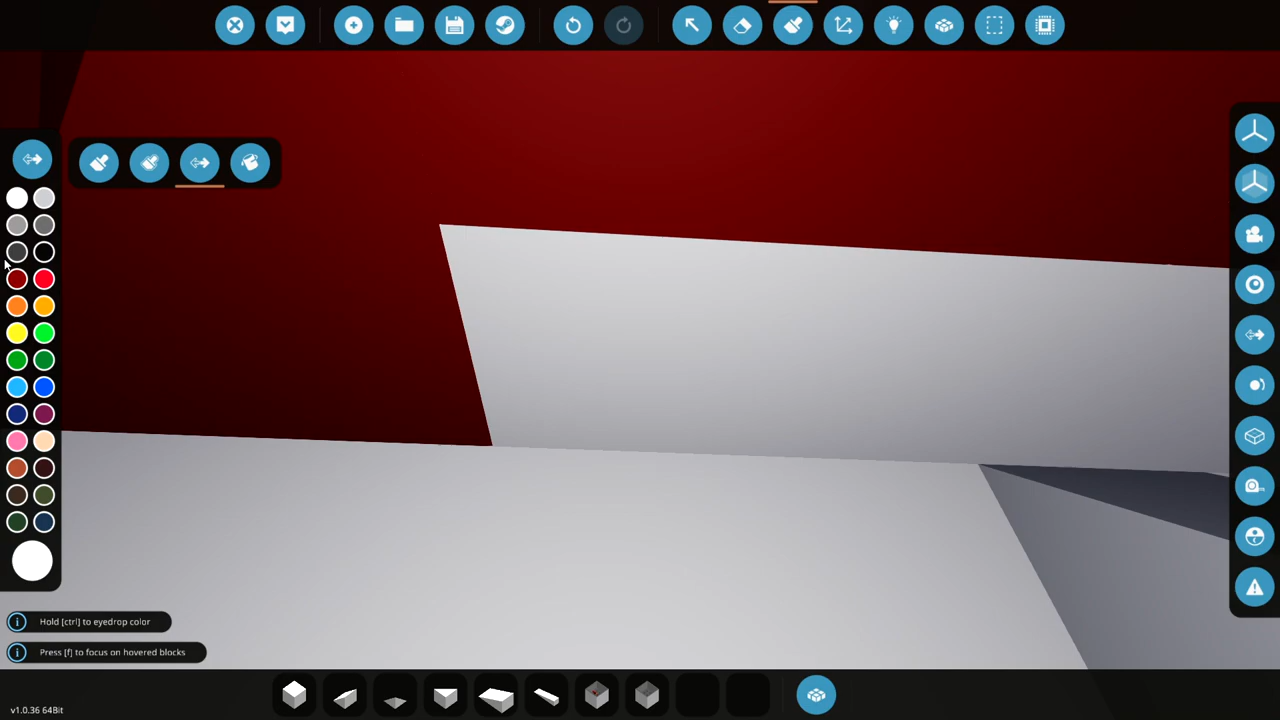 Hold [ctrl] to eyedrop color
Press [f] to focus on hovered blocks
v1.0.36 64Bit